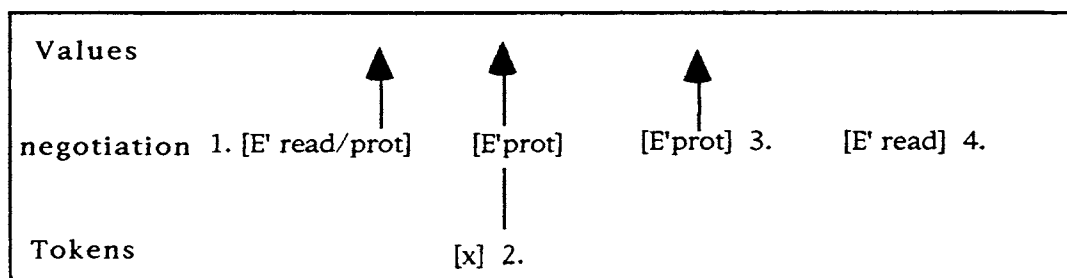 Values
negotiation 1. [E' read/prot] [E'prot] [E'prot] 3. [E' read] 4.
Tokens [x] 2.